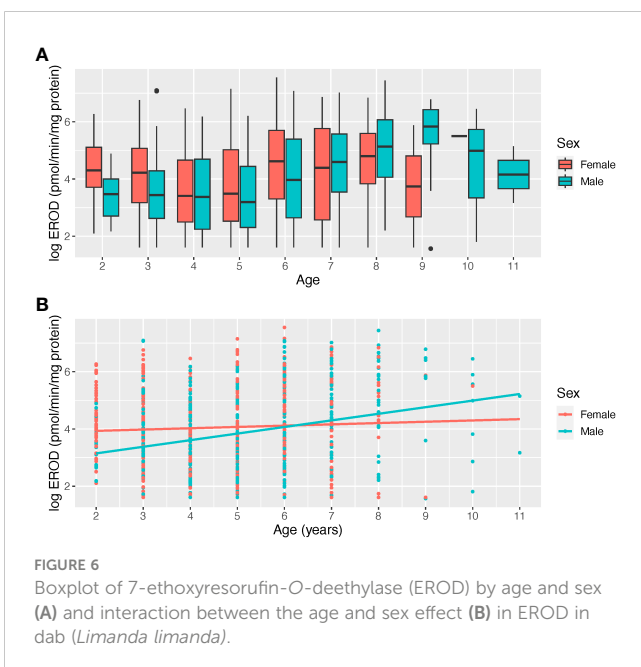 A
log EROD (pmol/min/mg protein)
6
4
2
2 3 4 5 6 7 8 9 10 11
Age
Sex
Female
Male
B
log EROD (pmol/min/mg protein)
6
4
2
2 3 4 5 6 7 8 9 10 11
Age (years)
Sex
Female
Male
FIGURE 6
Boxplot of 7-ethoxyresorufin-O-deethylase (EROD) by age and sex
(A) and interaction between the age and sex effect (B) in EROD in
dab (Limanda limanda).